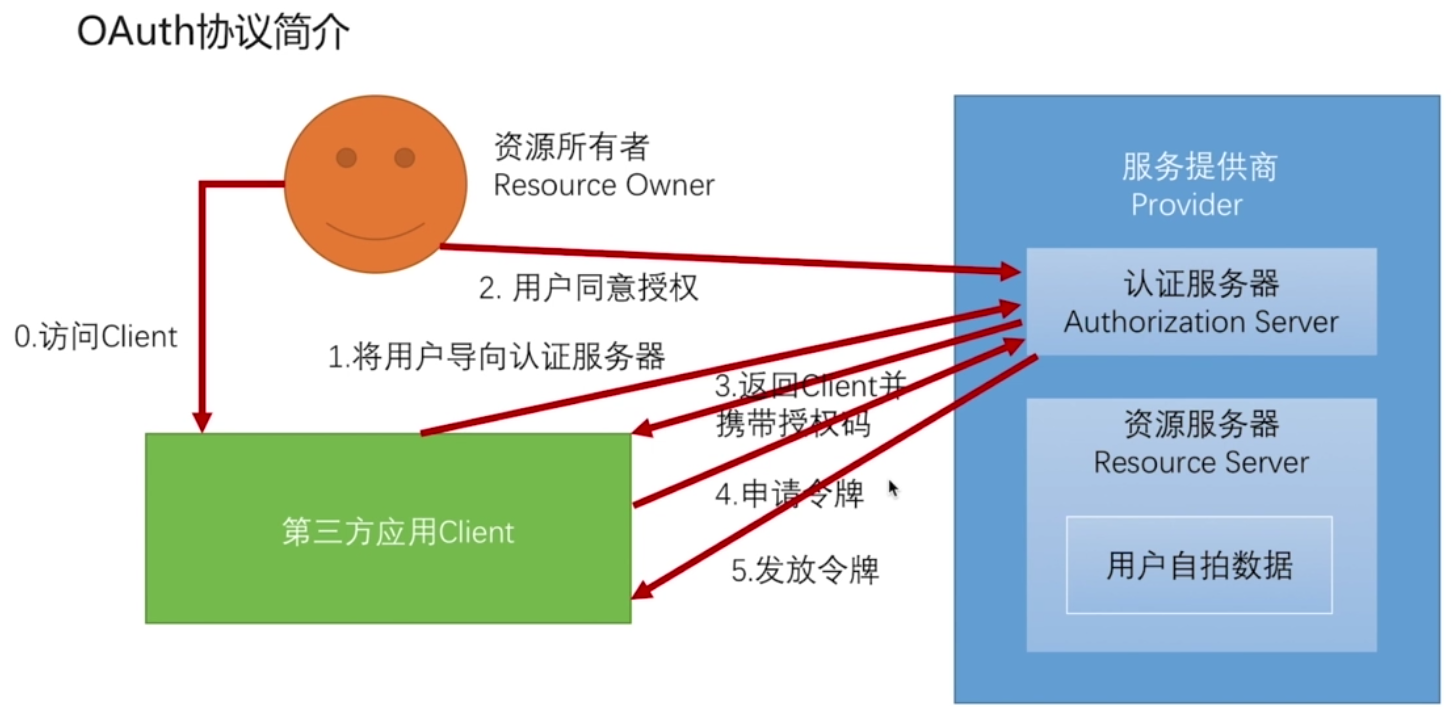 OAuth协议简介
资源所有者
Resource Owner
服务提供商
Provider
2. 用户同意授权
认证服务器
Authorization Server
0.访问Client
1.将用户导向认证服务器
3.返回Client并
携带授权码
资源服务器
Resource Server
4.申请令牌
第三方应用Client
5.发放令牌
用户自拍数据